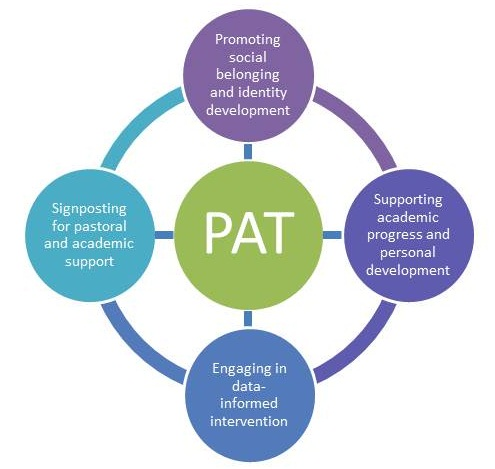 Promoting
social
belonging
and identity
development
Signposting
for pastoral
and academic
support
PAT
Supporting
academic
progress and
personal
development
Engaging in
data-
informed
intervention